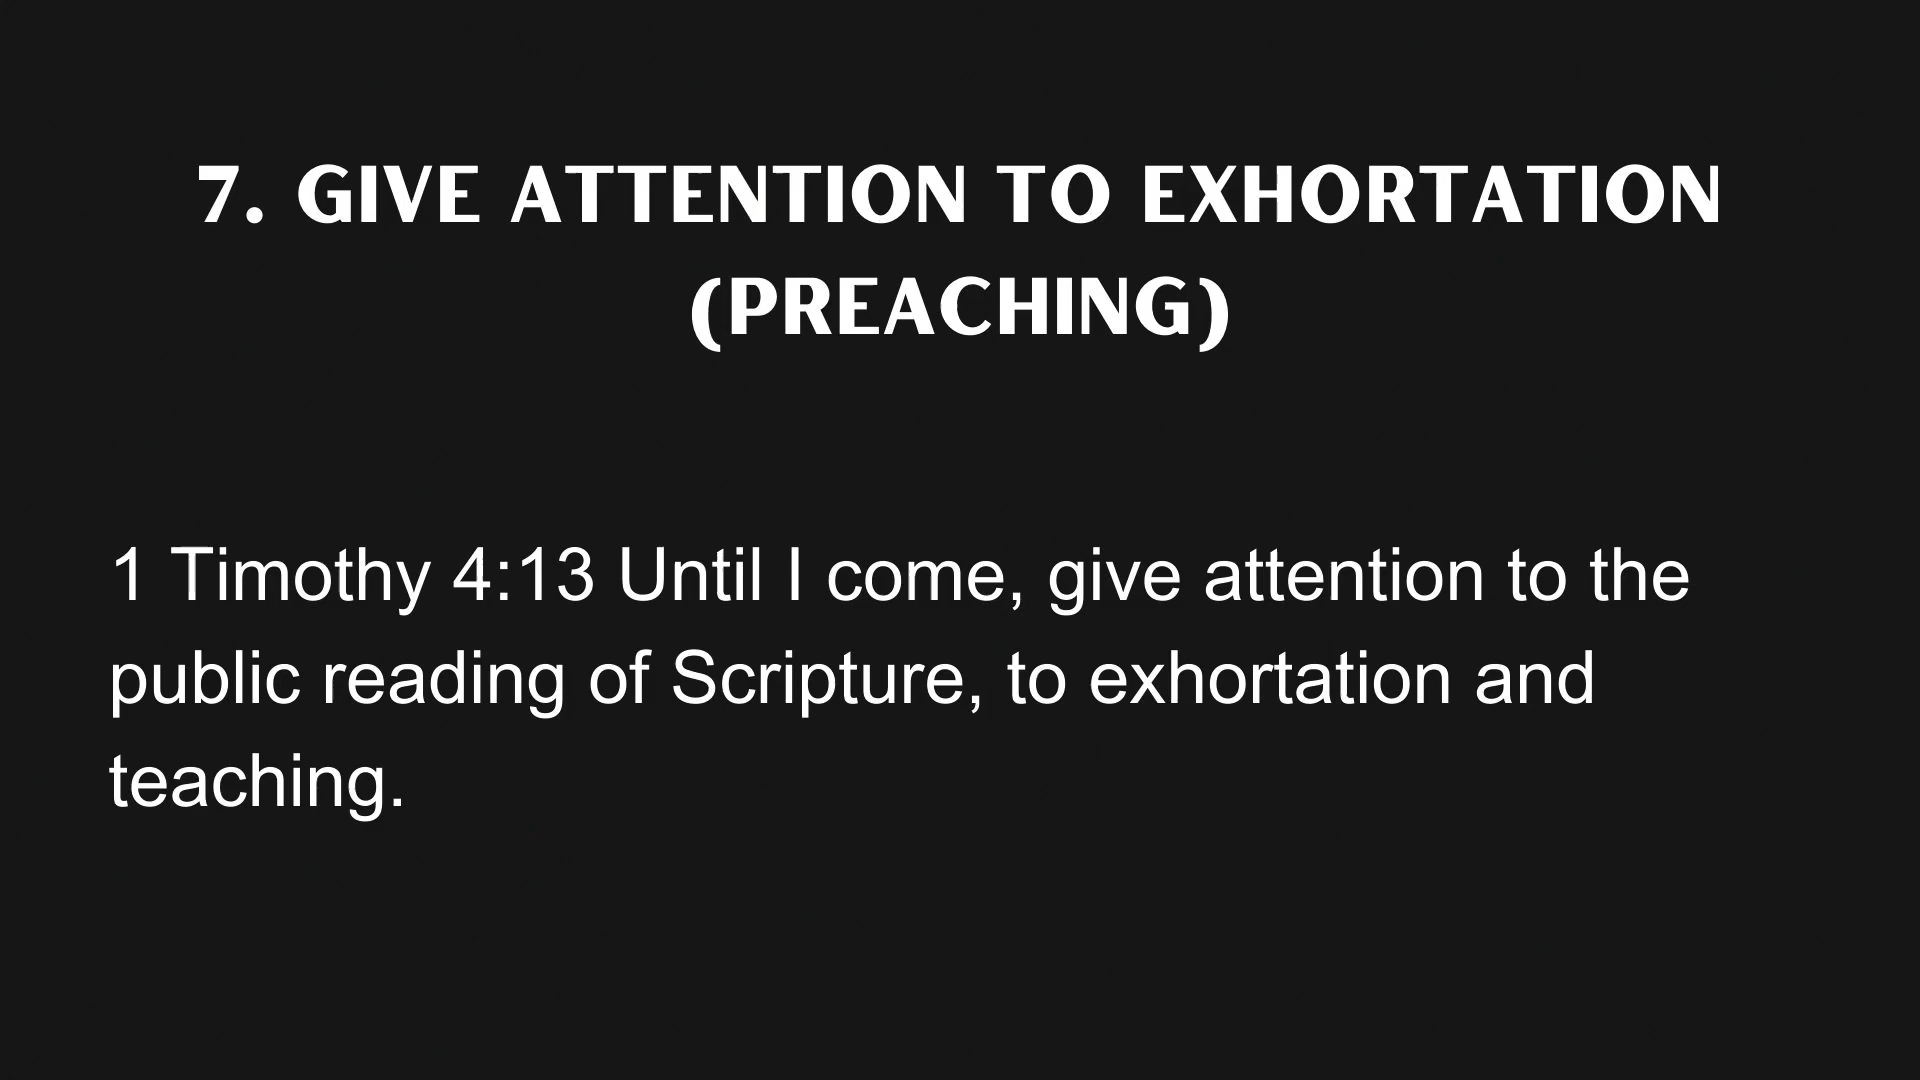 7. GIVE ATTENTION TO EXHORTATION
(PREACHING)
1 Timothy 4:13 Until I come, give attention to the
public reading of Scripture, to exhortation and
teaching.